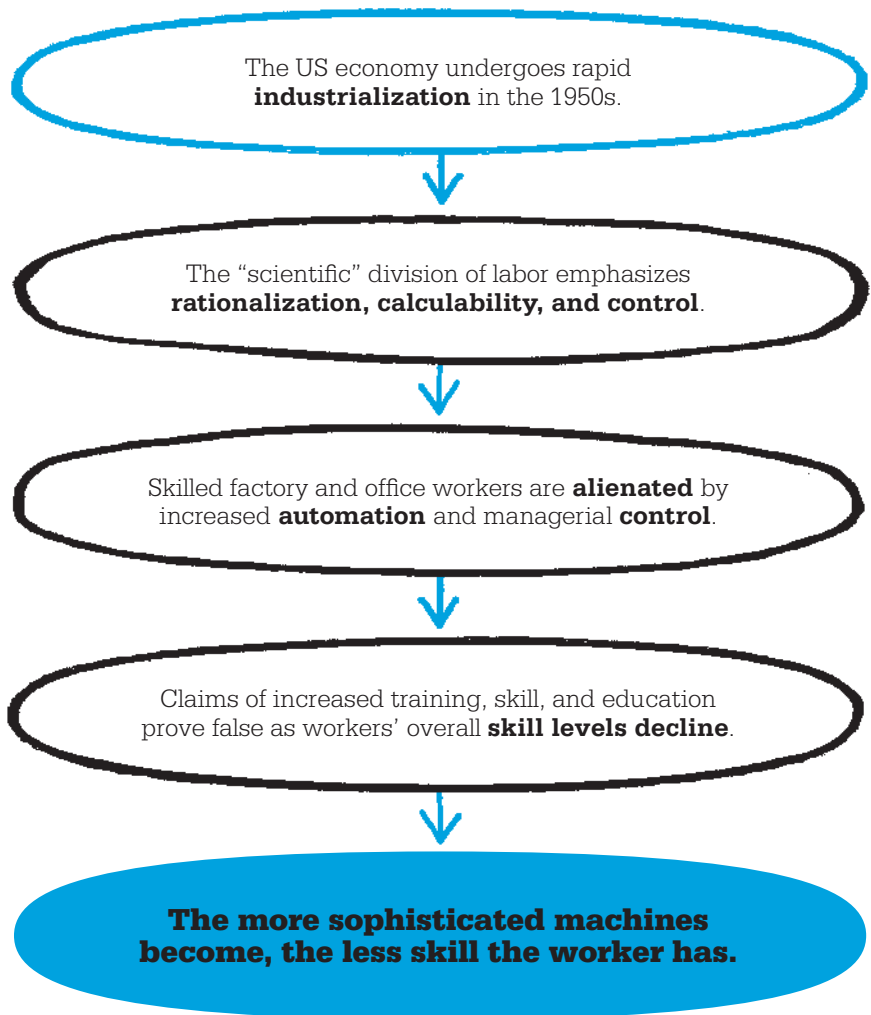 The US economy undergoes rapid
industrialization in the 1950s.
The “scientific” division of labor emphasizes
rationalization, calculability, and control.
Skilled factory and office workers are alienated by
increased automation and managerial control.
Claims of increased training, skill, and education
prove false as workers’ overall skill levels decline.
The more sophisticated machines
become, the less skill the worker has.